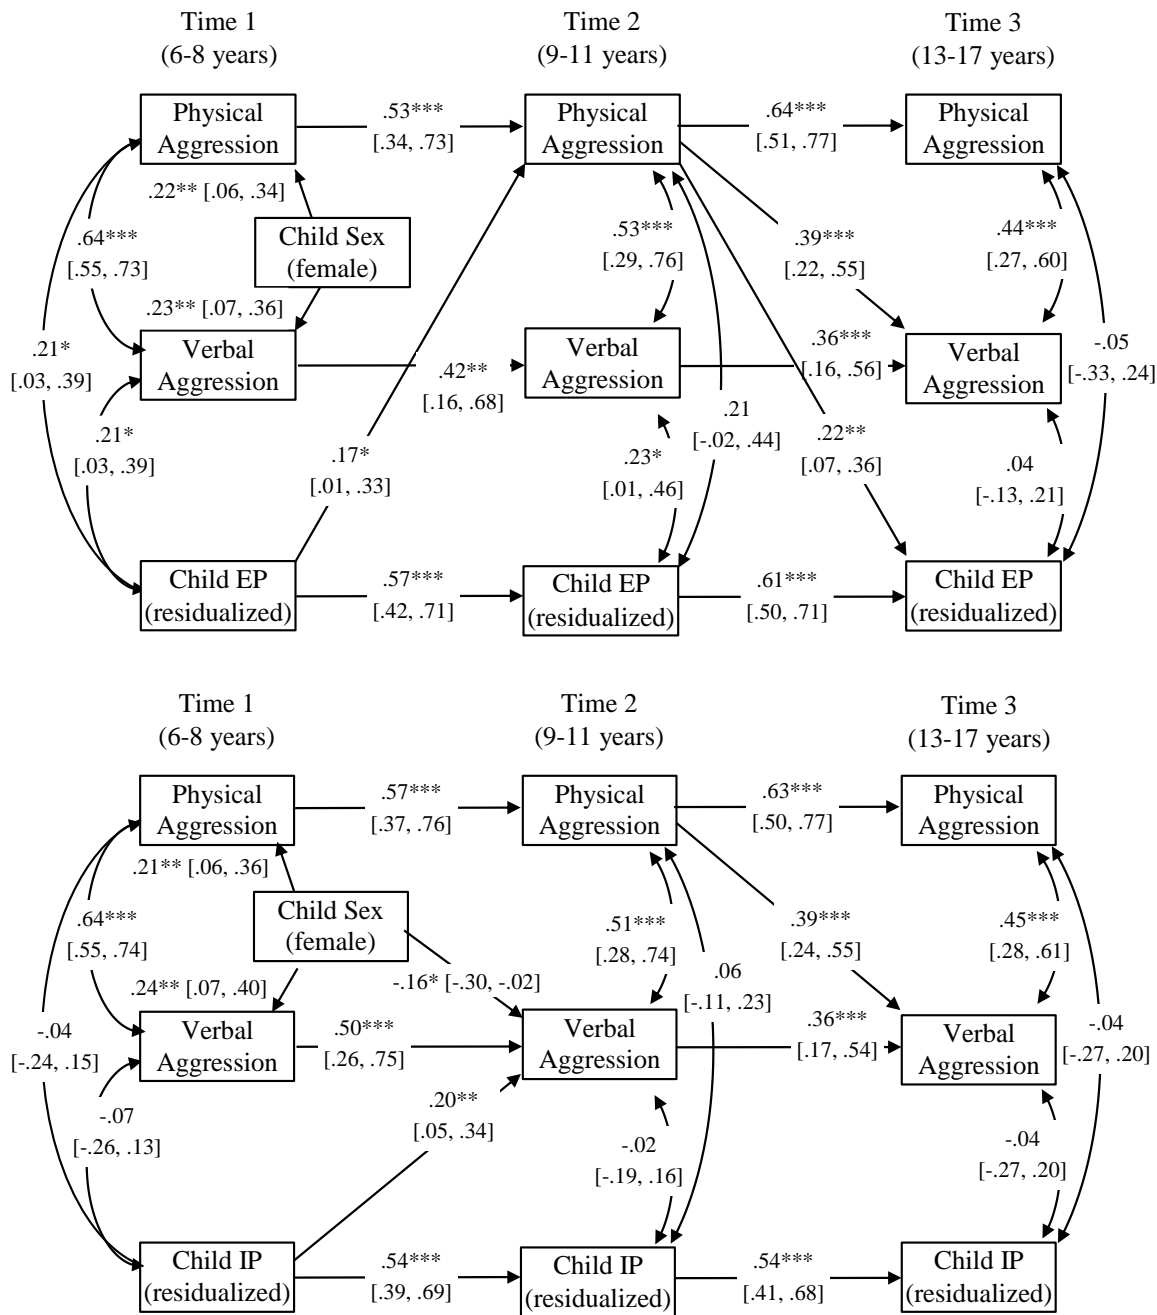 Time 1
(6-8 years)
Time 2
(9-11 years)
Time 3
(13-17 years)
Physical
Aggression
.53***
[.34, .73]
Physical
Aggression
.64***
[.51, .77]
Physical
Aggression
.22** [.06, .34]
.64***
[.55, .73]
Child Sex
(female)
.53***
[.29, .76]
.39***
[.22, .55]
.44***
[.27, .60]
.23** [.07, .36]
.21*
[.03, .39]
Verbal
Aggression
.42**
[.16, .68]
Verbal
Aggression
.36***
[.16, .56]
Verbal
Aggression
-.05
[-.33, .24]
.21*
[.03, .39]
.17*
[.01, .33]
.23*
[.01, .46]
.21
[-.02, .44]
.22**
[.07, .36]
.04
[-.13, .21]
Child EP
(residualized)
.57***
[.42, .71]
Child EP
(residualized)
.61***
[.50, .71]
Child EP
(residualized)
Time 1
(6-8 years)
Time 2
(9-11 years)
Time 3
(13-17 years)
Physical
Aggression
.57***
[.37, .76]
Physical
Aggression
.63***
[.50, .77]
Physical
Aggression
.21** [.06, .36]
.64***
[.55, .74]
Child Sex
(female)
.51***
[.28, .74]
.39***
[.24, .55]
.45***
[.28, .61]
-.16* [-.30, -.02]
.06
[-.11, .23]
.24** [.07, .40]
-.04
[-.24, .15]
Verbal
Aggression
.50***
[.26, .75]
Verbal
Aggression
.36***
[.17, .54]
Verbal
Aggression
-.04
[-.27, .20]
-.07
[-.26, .13]
.20**
[.05, .34]
-.02
[-.19, .16]
-.04
[-.27, .20]
Child IP
(residualized)
.54***
[.39, .69]
Child IP
(residualized)
.54***
[.41, .68]
Child IP
(residualized)